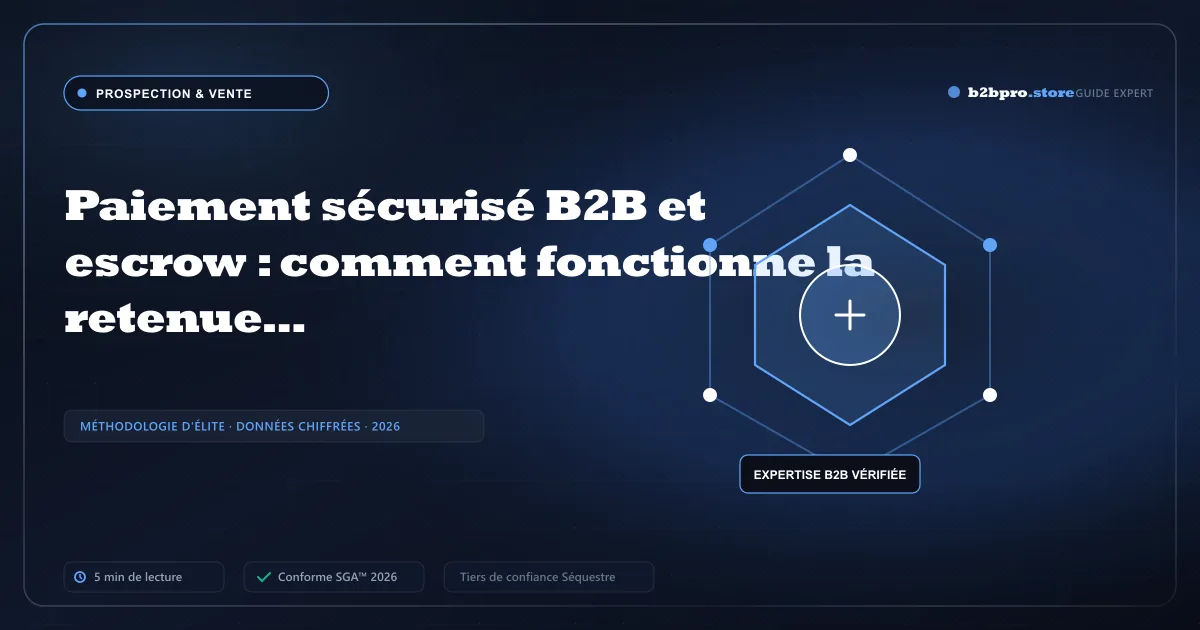 PROSPECTION & VENTE
b2bpro.store GUIDE EXPERT
Paiement sécurisé B2B et
escrow : comment fonctionne la
retenue...
MÉTHODOLOGIE D'ÉLITE · DONNÉES CHIFFRÉES · 2026
EXPERTISE B2B VÉRIFIÉE
5 min de lecture
Conforme SGA™ 2026
Tiers de confiance Séquestre